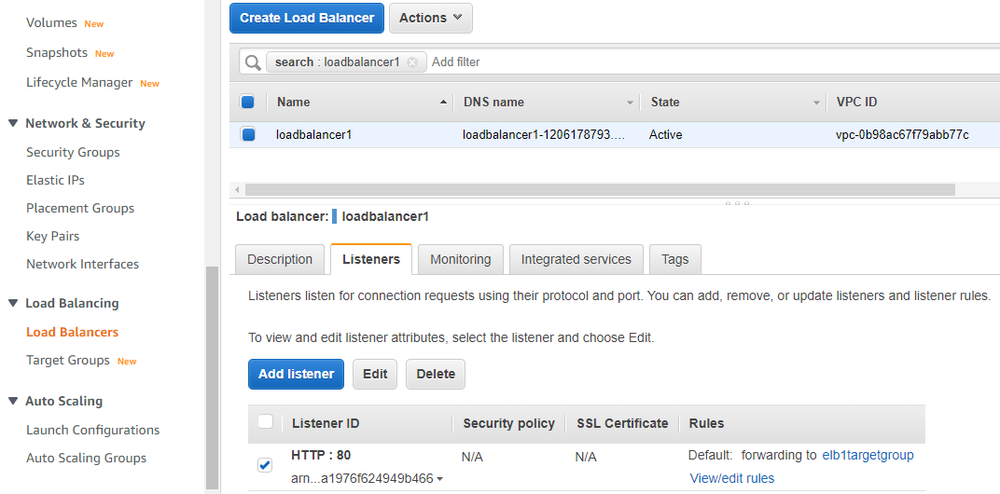 Volumes New
Snapshots New
Lifecycle Manager New
Network & Security
Security Groups
Elastic IPs
Placement Groups
Key Pairs
Network Interfaces
Load Balancing
Load Balancers
Target Groups New
Auto Scaling
Launch Configurations
Auto Scaling Groups
Create Load Balancer Actions
search : loadbalancer1 Add filter
Name DNS name State VPC ID
loadbalancer1 loadbalancer1-1206178793.... Active vpc-0b98ac67f79abb77c
Load balancer: loadbalancer1
Description Listeners Monitoring Integrated services Tags
Listeners listen for connection requests using their protocol and port. You can add, remove, or update listeners and listener rules.
To view and edit listener attributes, select the listener and choose Edit.
Add listener Edit Delete
Listener ID Security policy SSL Certificate Rules
HTTP : 80 N/A N/A Default: forwarding to elb1targetgroup
arn...a1976f624949b466 View/edit rules